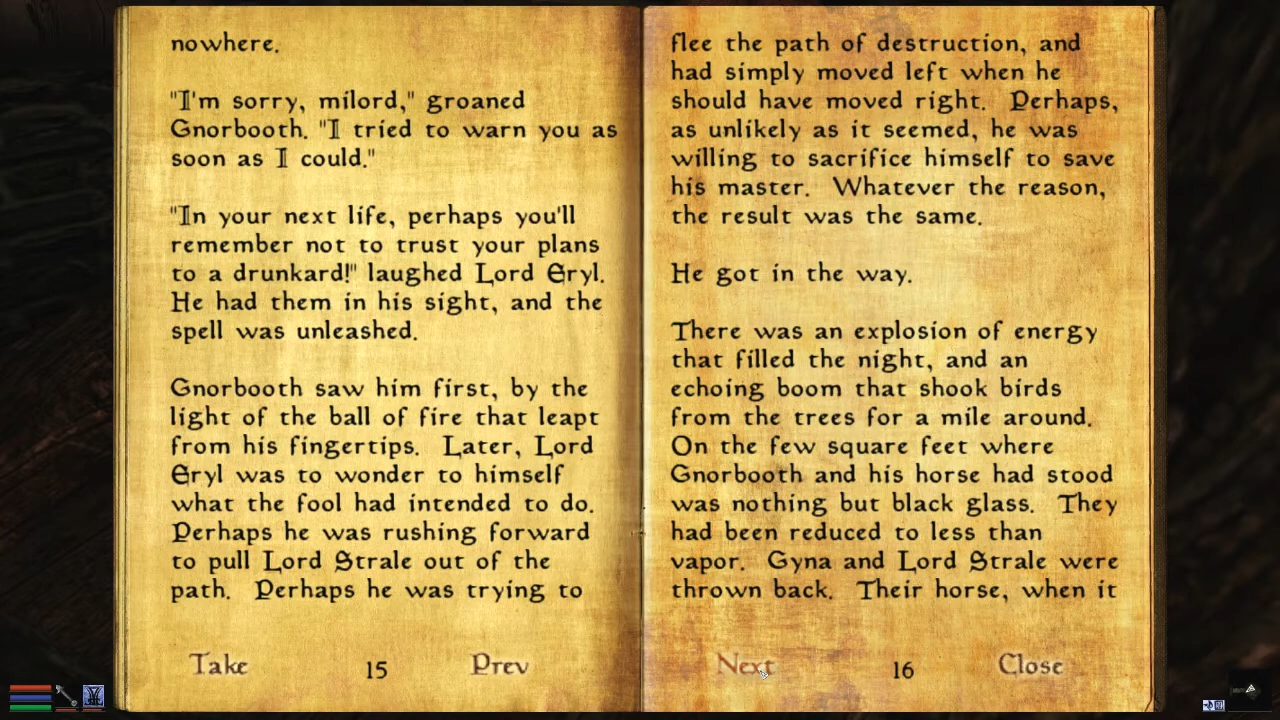 nowhere.
"I'm sorry, milord," groaned
Gnorbooth. "I tried to warn you as
soon as I could."
"In your next life, perhaps you'll
remember not to trust your plans
to a drunkard!" laughed Lord Eryl.
He had them in his sight, and the
spell was unleashed.
Gnorbooth saw him first, by the
light of the ball of fire that leapt
from his fingertips. Later, Lord
Eryl was to wonder to himself
what the fool had intended to do.
Perhaps he was rushing forward
to pull Lord Strale out of the
path. Perhaps he was trying to
flee the path of destruction, and
had simply moved left when he
should have moved right. Perhaps,
as unlikely as it seemed, he was
willing to sacrifice himself to save
his master. Whatever the reason,
the result was the same.
He got in the way.
There was an explosion of energy
that filled the night, and an
echoing boom that shook birds
from the trees for a mile around.
On the few square feet where
Gnorbooth and his horse had stood
was nothing but black glass. They
had been reduced to less than
vapor. Gyna and Lord Strale were
thrown back. Their horse, when it
Take 15 Prev Next 16 Close